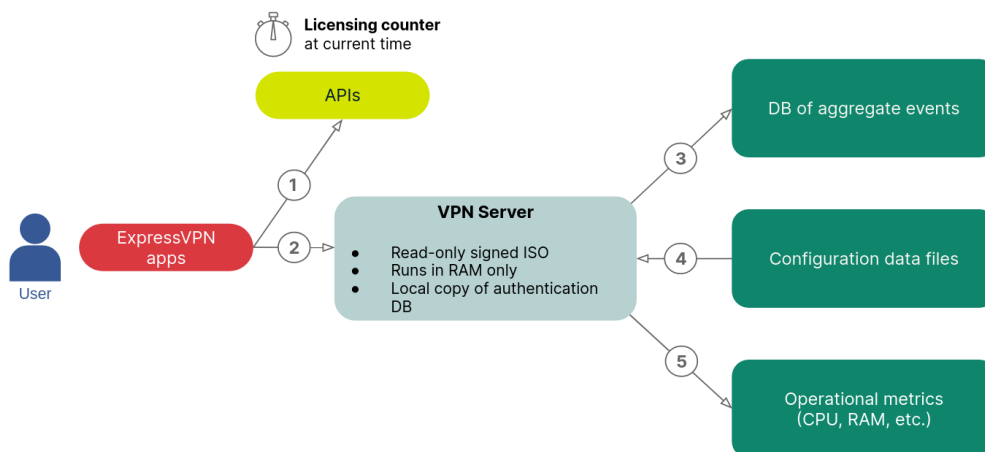 Licensing counter
at current time
APIs
DB of aggregate events
1
3
VPN Server
ExpressVPN
apps
2
● Read-only signed ISO
● Runs in RAM only
● Local copy of authentication
DB
4
Configuration data files
User
5
Operational metrics
(CPU, RAM, etc.)